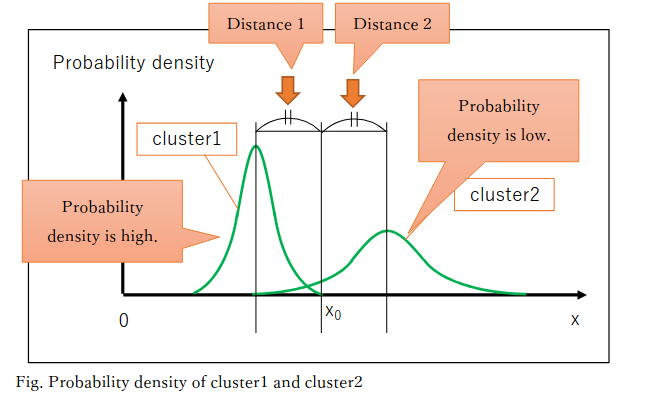 Distance 1
Distance 2
Probability density
Probability
density is low.
cluster1
cluster2
Probability
density is high.
0
x₀
x
Fig. Probability density of cluster1 and cluster2